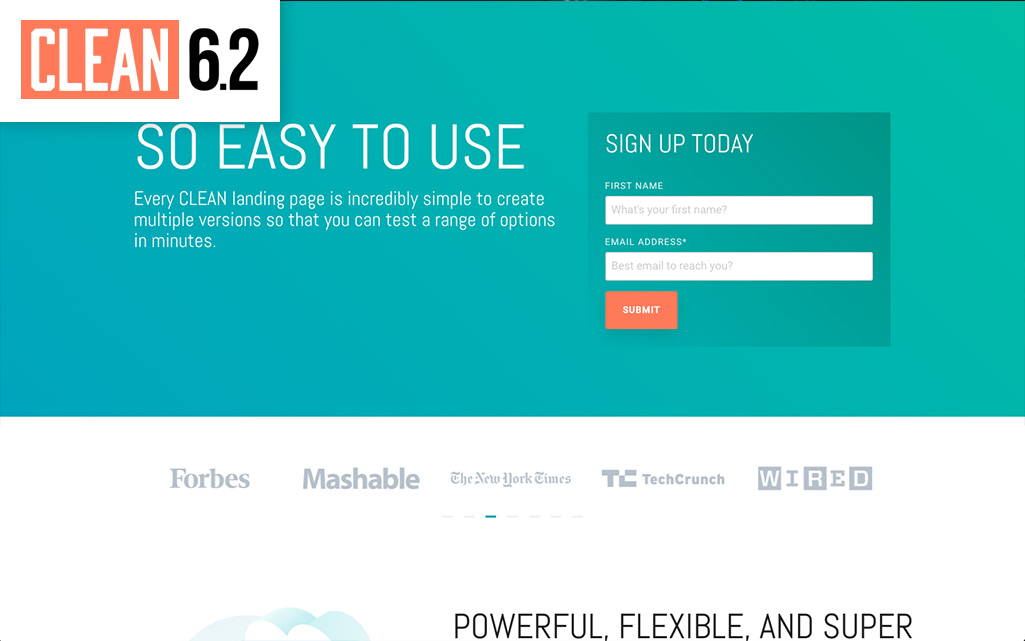 CLEAN 6.2
SO EASY TO USE
Every CLEAN landing page is incredibly simple to create
multiple versions so that you can test a range of options
in minutes.
SIGN UP TODAY
FIRST NAME
What's your first name?
EMAIL ADDRESS*
Best email to reach you?
SUBMIT
Forbes
Mashable
The New York Times
TC TechCrunch
WIRED
POWERFUL, FLEXIBLE, AND SUPER